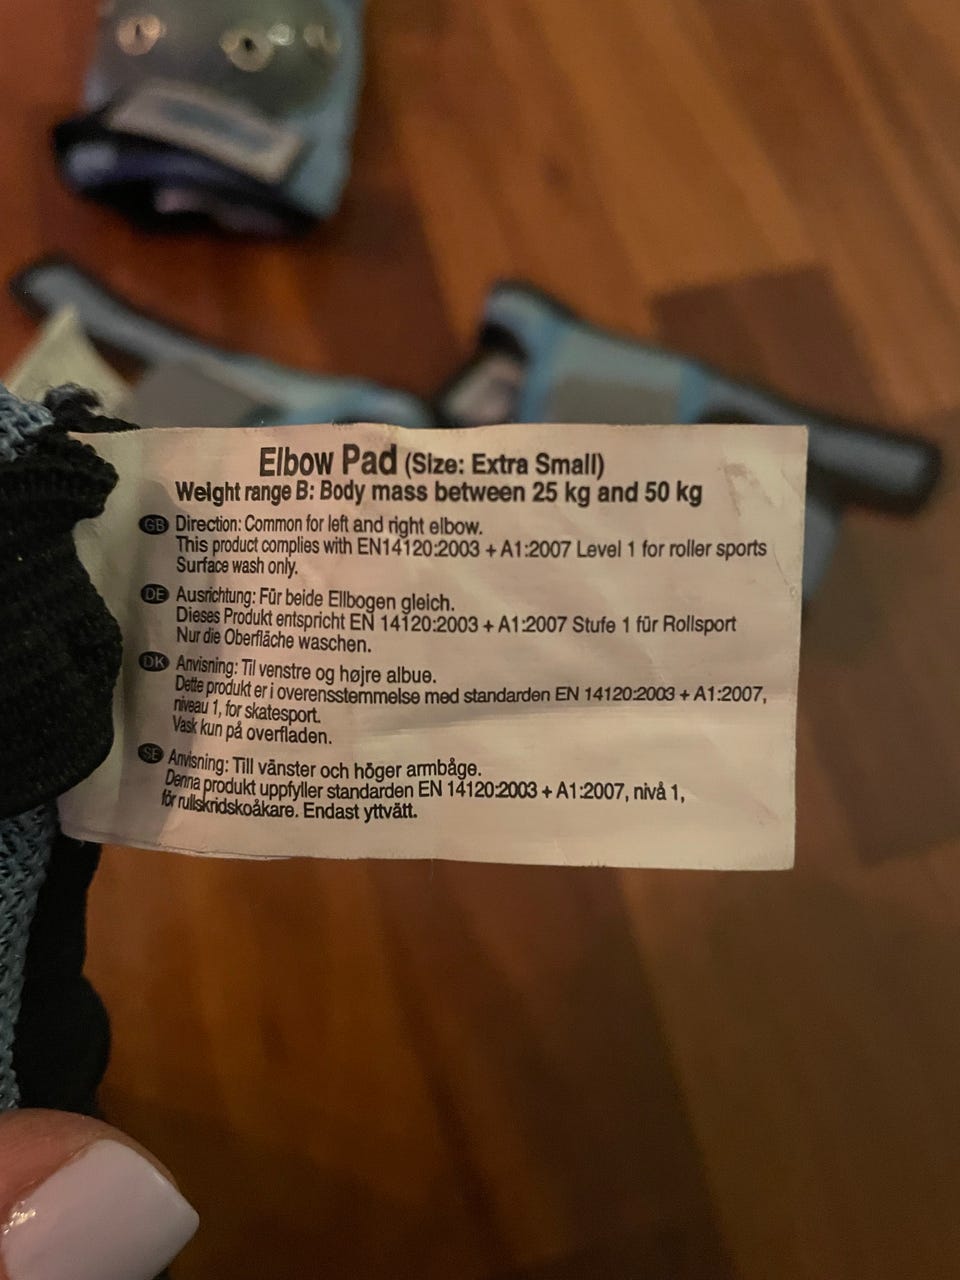 Elbow Pad (Size: Extra Small)
Weight range B: Body mass between 25 kg and 50 kg
GB Direction: Common for left and right elbow.
This product complies with EN14120:2003 + A1:2007 Level 1 for roller sports
Surface wash only.
DE Ausrichtung: Für beide Ellbogen gleich.
Dieses Produkt entspricht EN 14120:2003 + A1:2007 Stufe 1 für Rollsport
Nur die Oberfläche waschen.
DK Anvisning: Til venstre og højre albue.
Dette produkt er i overensstemmelse med standarden EN 14120:2003 + A1:2007,
niveau 1, for skatesport.
Vask kun på overfladen.
SE Anvisning: Till vänster och höger armbåge.
Denna produkt uppfyller standarden EN 14120:2003 + A1:2007, nivå 1,
för rullskridskoåkare. Endast yttvätt.